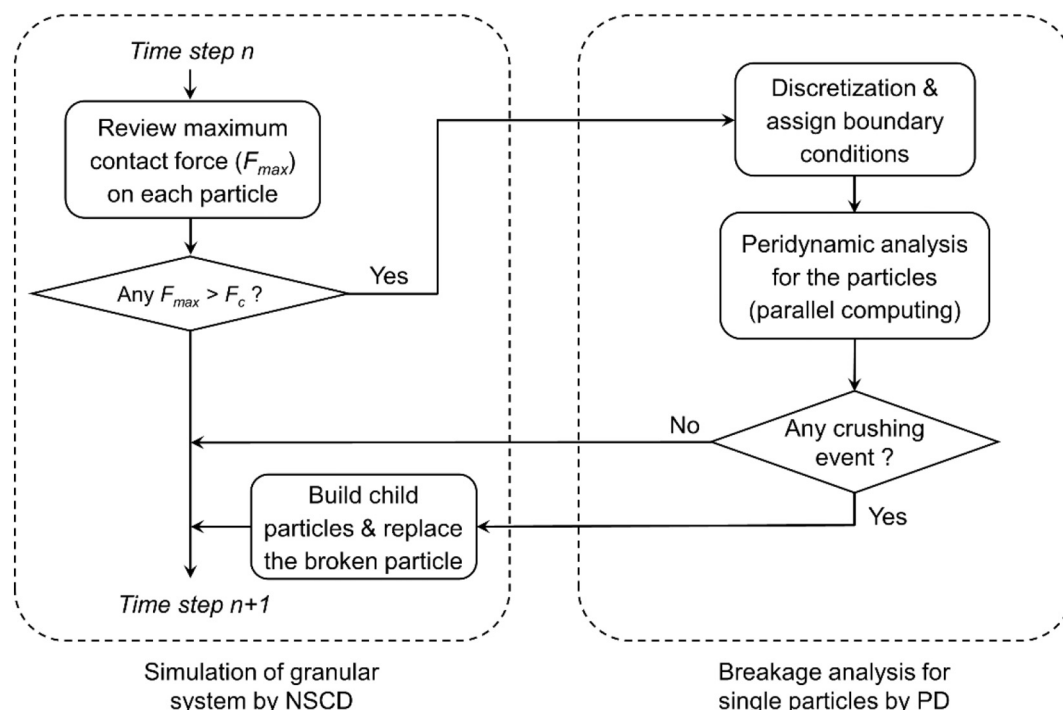 Time step n
Review maximum
contact force (Fmax)
on each particle
Any Fmax > Fc ?
Yes
Discretization &
assign boundary
conditions
Peridynamic analysis
for the particles
(parallel computing)
Any crushing
event ?
No
Yes
Build child
particles & replace
the broken particle
Time step n+1
Simulation of granular
system by NSCD
Breakage analysis for
single particles by PD